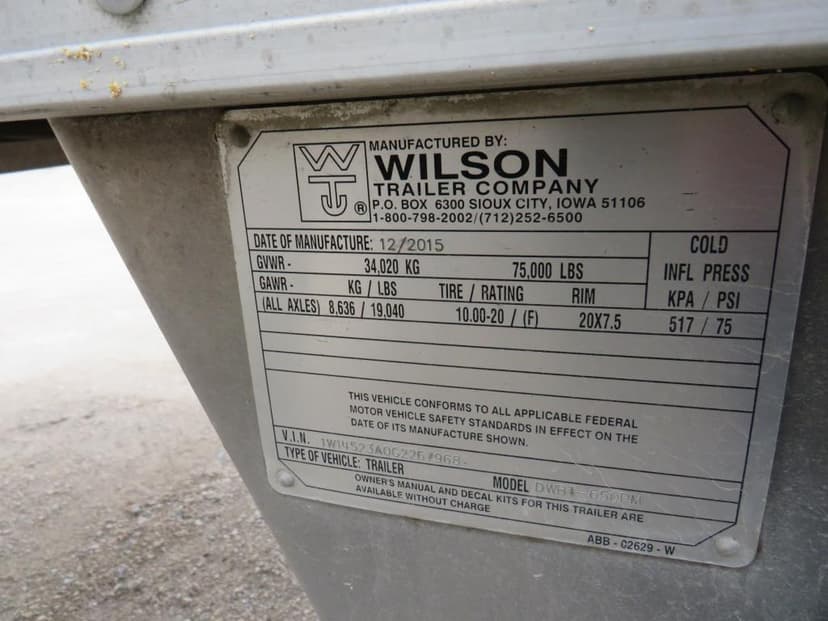 WTJ ®
MANUFACTURED BY:
WILSON
TRAILER COMPANY
P.O. BOX 6300 SIOUX CITY, IOWA 51106
1-800-798-2002/(712)252-6500
DATE OF MANUFACTURE: 12/2015
COLD
GVWR - 34,020 KG 75,000 LBS
INFL PRESS
GAWR - KG / LBS TIRE / RATING RIM
KPA / PSI
(ALL AXLES) 8,636 / 19,040 10.00-20 / (F) 20X7.5 517 / 75
THIS VEHICLE CONFORMS TO ALL APPLICABLE FEDERAL
MOTOR VEHICLE SAFETY STANDARDS IN EFFECT ON THE
DATE OF ITS MANUFACTURE SHOWN.
V.I.N.
TYPE OF VEHICLE: TRAILER MODEL
OWNER'S MANUAL AND DECAL KITS FOR THIS TRAILER ARE
AVAILABLE WITHOUT CHARGE
ABB - 02629 - W